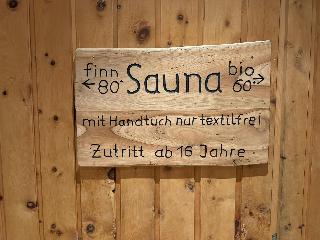 finn Sauna bio
←80° 60°→
mit Handtuch nur textilfrei
Zutritt ab 16 Jahre